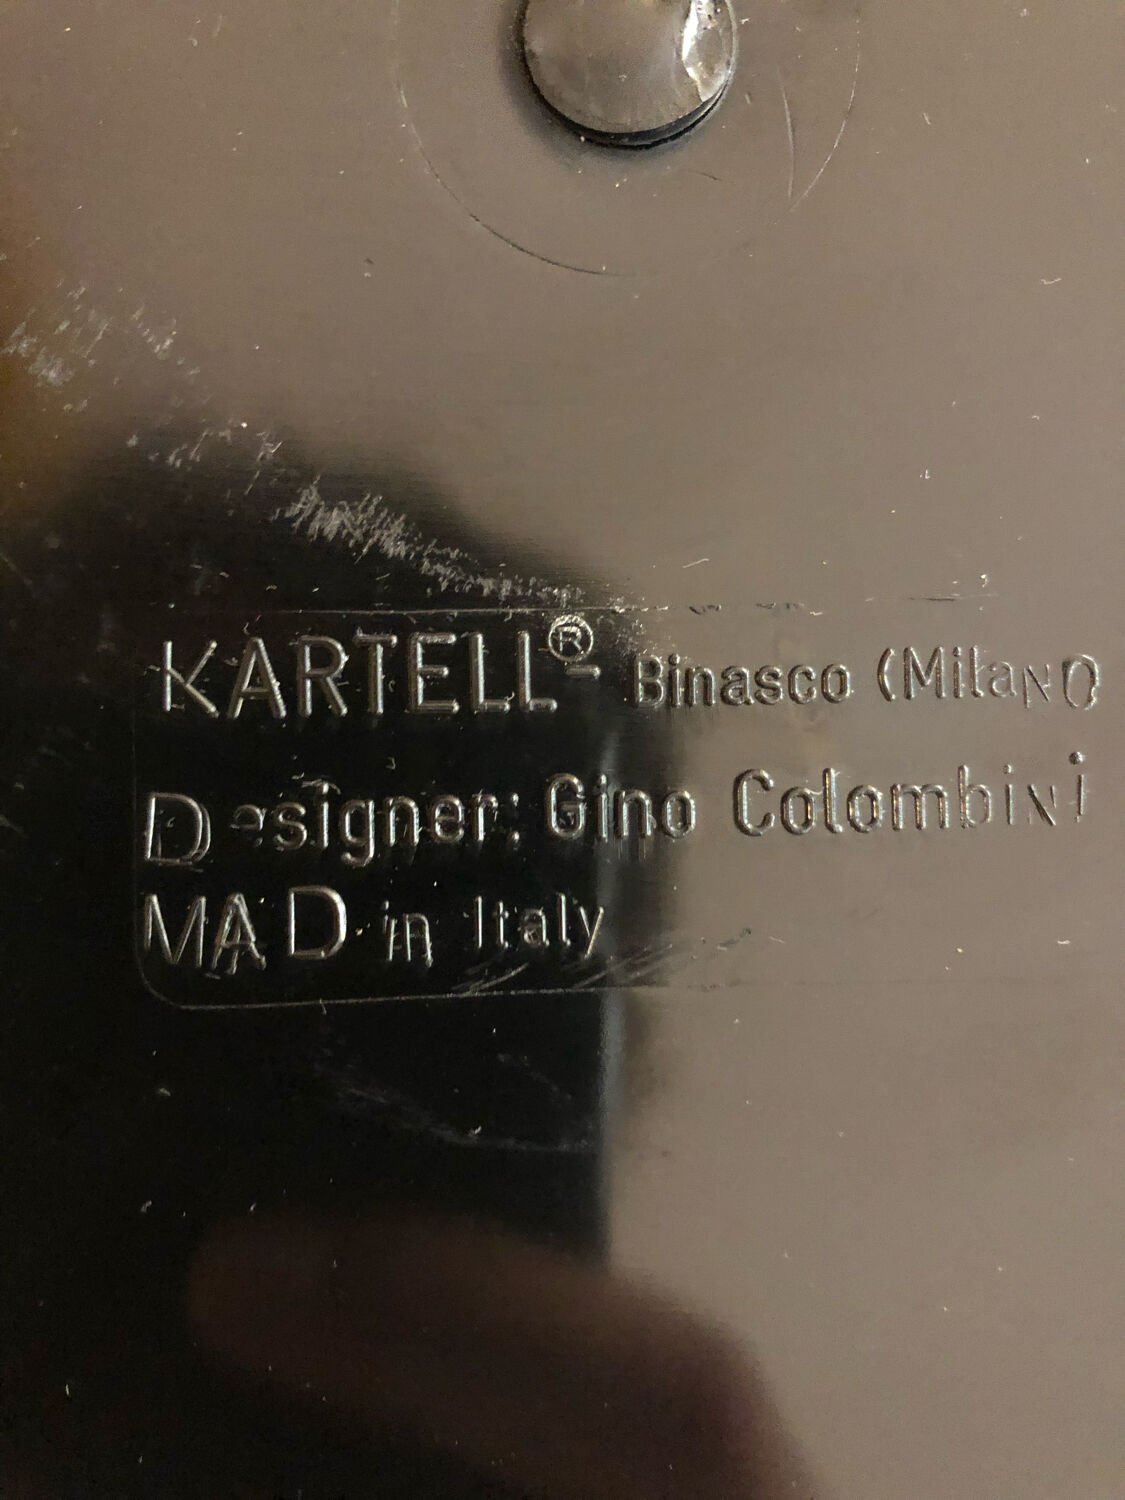 KARTELL® - Binasco (MilaNO
Designer: Gino ColombiNi
MAD in Italy